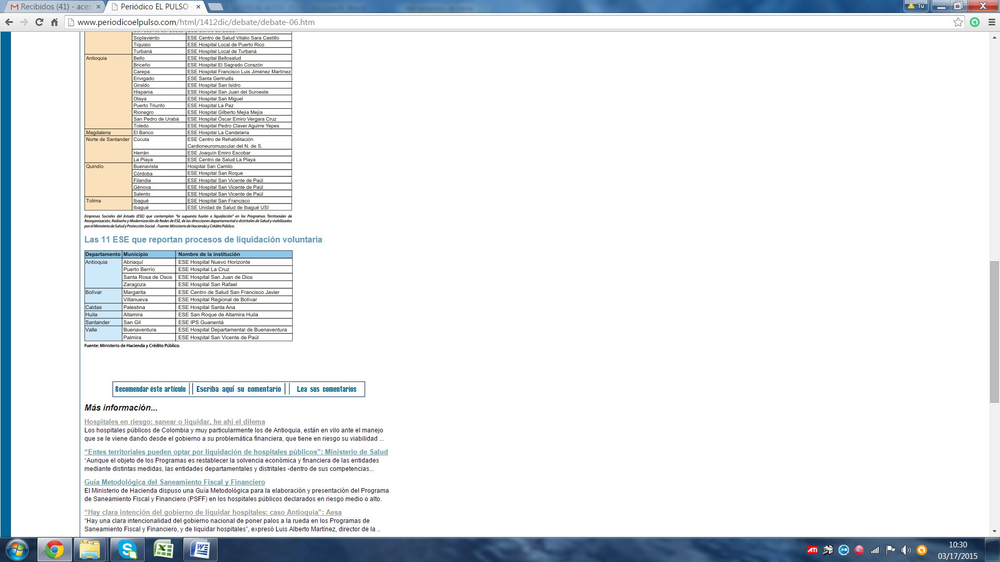 Recibidos (41) - aces
Periódico EL PULSO
Tú
www.periodicoelpulso.com/html/1412dic/debate/debate-06.htm
Soplaviento ESE Centro de Salud Vitalio Sara Castillo
Tiquisio ESE Hospital Local de Puerto Rico
Turbaná ESE Hospital Local de Turbaná
Antioquia Bello ESE Hospital Bellosalud
Briceño ESE Hospital El Sagrado Corazón
Carepa ESE Hospital Francisco Luis Jiménez Martínez
Envigado ESE Santa Gertrudis
Giraldo ESE Hospital San Isidro
Hispania ESE Hospital San Juan del Suroeste
Olaya ESE Hospital San Miguel
Puerto Triunfo ESE Hospital La Paz
Rionegro ESE Hospital Gilberto Mejía Mejía
San Pedro de Urabá ESE Hospital Óscar Emiro Vergara Cruz
Toledo ESE Hospital Pedro Claver Aguirre Yepes
Magdalena El Banco ESE Hospital La Candelaria
Norte de Santander Cúcuta ESE Centro de Rehabilitación
Cardioneuromuscular del N. de S.
Herrán ESE Joaquín Emiro Escobar
La Playa ESE Centro de Salud La Playa
Quindío Buenavista Hospital San Camilo
Córdoba ESE Hospital San Roque
Filandia ESE Hospital San Vicente de Paúl
Génova ESE Hospital San Vicente de Paúl
Salento ESE Hospital San Vicente de Paúl
Tolima Ibagué ESE Hospital San Francisco
Ibagué ESE Unidad de Salud de Ibagué USI
Empresas Sociales del Estado (ESE) que contemplan "la supuesta fusión o liquidación" en los Programas Territoriales de
Reorganización, Rediseño y Modernización de Redes de ESE, de las direcciones departamental o distritales de Salud y viabilizados
por el Ministerio de Salud y Protección Social. - Fuente: Ministerio de Hacienda y Crédito Público.
Las 11 ESE que reportan procesos de liquidación voluntaria
Departamento Municipio Nombre de la institución
Antioquia Abriaquí ESE Hospital Nuevo Horizonte
Puerto Berrío ESE Hospital La Cruz
Santa Rosa de Osos ESE Hospital San Juan de Dios
Zaragoza ESE Hospital San Rafael
Bolívar Margarita ESE Centro de Salud San Francisco Javier
Villanueva ESE Hospital Regional de Bolívar
Caldas Palestina ESE Hospital Santa Ana
Huila Altamira ESE San Roque de Altamira Huila
Santander San Gil ESE IPS Guanentá
Valle Buenaventura ESE Hospital Departamental de Buenaventura
Palmira ESE Hospital San Vicente de Paúl
Fuente: Ministerio de Hacienda y Crédito Público.
Recomendar éste artículo Escriba aquí su comentario Lea sus comentarios
Más información...
Hospitales en riesgo: sanear o liquidar, he ahí el dilema
Los hospitales públicos de Colombia y muy particularmente los de Antioquia, están en vilo ante el manejo
que se le viene dando desde el gobierno a su problemática financiera, que tiene en riesgo su viabilidad ...
“Entes territoriales pueden optar por liquidación de hospitales públicos”: Ministerio de Salud
“Aunque el objeto de los Programas es restablecer la solvencia económica y financiera de las entidades
mediante distintas medidas, las entidades departamentales y distritales -dentro de sus competencias...
Guía Metodológica del Saneamiento Fiscal y Financiero
El Ministerio de Hacienda dispuso una Guía Metodológica para la elaboración y presentación del Programa
de Saneamiento Fiscal y Financiero (PSFF) en los hospitales públicos declarados en riesgo medio o alto.
“Hay clara intención del gobierno de liquidar hospitales: caso Antioquia”: Aesa
“Hay una clara intencionalidad del gobierno nacional de poner palos a la rueda en los Programas de
Saneamiento Fiscal y Financiero, y de liquidar hospitales”, expresó Luis Alberto Martínez, director de la ..
ATI
10:30
03/17/2015